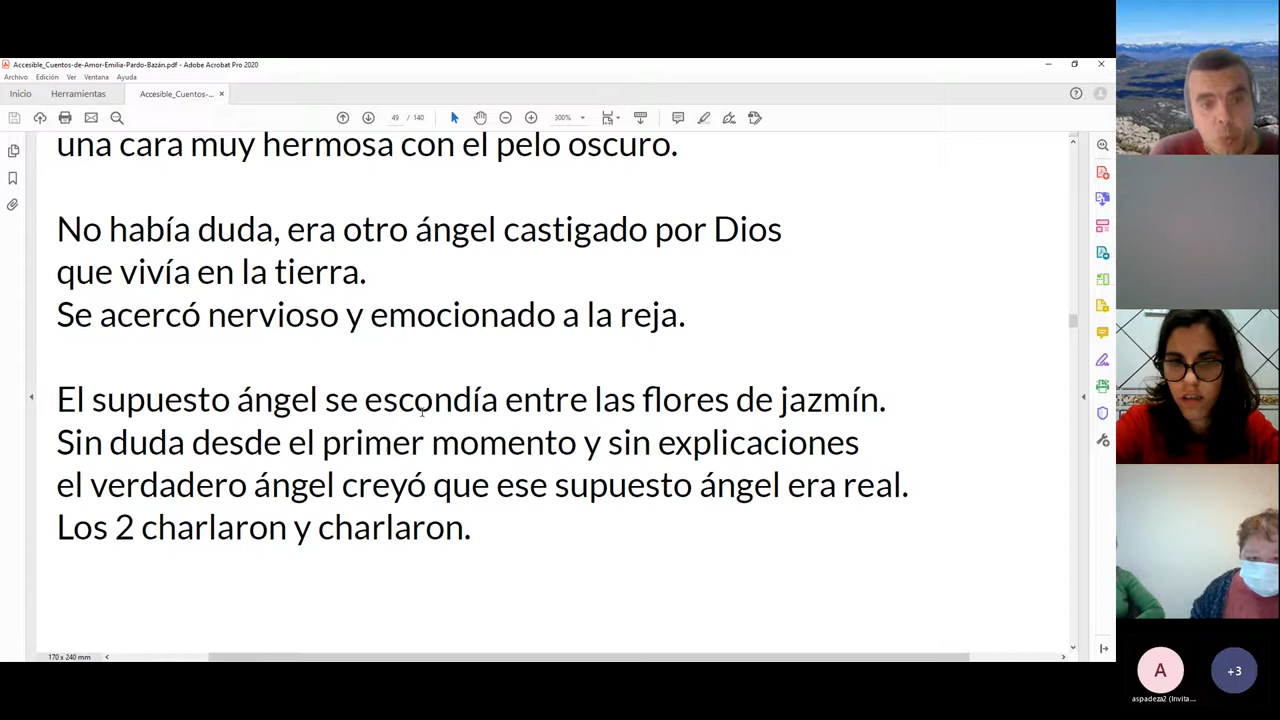 Accesible_Cuentos-de-Amor-Emilia-Pardo-Bazán.pdf - Adobe Acrobat Pro 2020
Archivo Edición Ver Ventana Ayuda
Inicio Herramientas Accesible_Cuentos-...
49 / 140 300%
una cara muy hermosa con el pelo oscuro.
No había duda, era otro ángel castigado por Dios
que vivía en la tierra.
Se acercó nervioso y emocionado a la reja.
El supuesto ángel se escondía entre las flores de jazmín.
Sin duda desde el primer momento y sin explicaciones
el verdadero ángel creyó que ese supuesto ángel era real.
Los 2 charlaron y charlaron.
170 x 240 mm
A
+3
aspadeza2 (Invita...